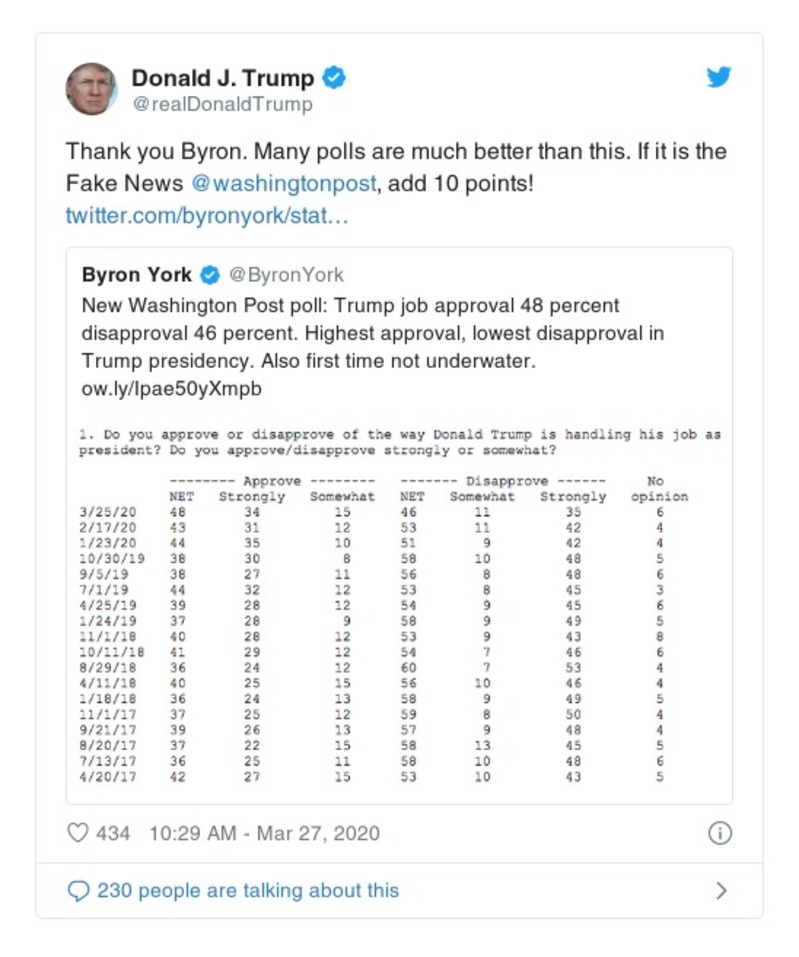 Donald J. Trump
@realDonaldTrump
Thank you Byron. Many polls are much better than this. If it is the
Fake News @washingtonpost, add 10 points!
twitter.com/byronyork/stat…
Byron York @ByronYork
New Washington Post poll: Trump job approval 48 percent
disapproval 46 percent. Highest approval, lowest disapproval in
Trump presidency. Also first time not underwater.
ow.ly/Ipae50yXmpb
1. Do you approve or disapprove of the way Donald Trump is handling his job as
president? Do you approve/disapprove strongly or somewhat?
-------- Approve -------- ------- Disapprove ------ No
NET Strongly Somewhat NET Somewhat Strongly opinion
3/25/20 48 34 15 46 11 35 6
2/17/20 43 31 12 53 11 42 4
1/23/20 44 35 10 51 9 42 4
10/30/19 38 30 8 58 10 48 5
9/5/19 38 27 11 56 8 48 6
7/1/19 44 32 12 53 8 45 3
4/25/19 39 28 12 54 9 45 6
1/24/19 37 28 9 58 9 49 5
11/1/18 40 28 12 53 9 43 8
10/11/18 41 29 12 54 7 46 6
8/29/18 36 24 12 60 7 53 4
4/11/18 40 25 15 56 10 46 4
1/18/18 36 24 13 58 9 49 5
11/1/17 37 25 12 59 8 50 4
9/21/17 39 26 13 57 9 48 4
8/20/17 37 22 15 58 13 45 5
7/13/17 36 25 11 58 10 48 6
4/20/17 42 27 15 53 10 43 5
434 10:29 AM - Mar 27, 2020
230 people are talking about this